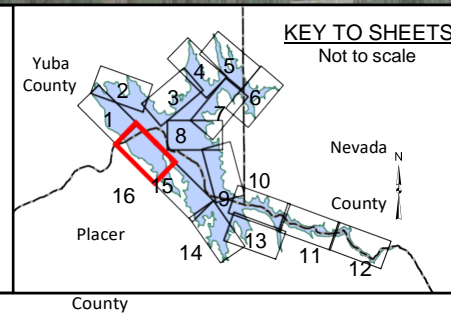 KEY TO SHEETS
Not to scale
Yuba
County
4
5
2
3
6
1
7
8
Nevada
N
15
16
10
9
County
Placer
13
14
11
12
County